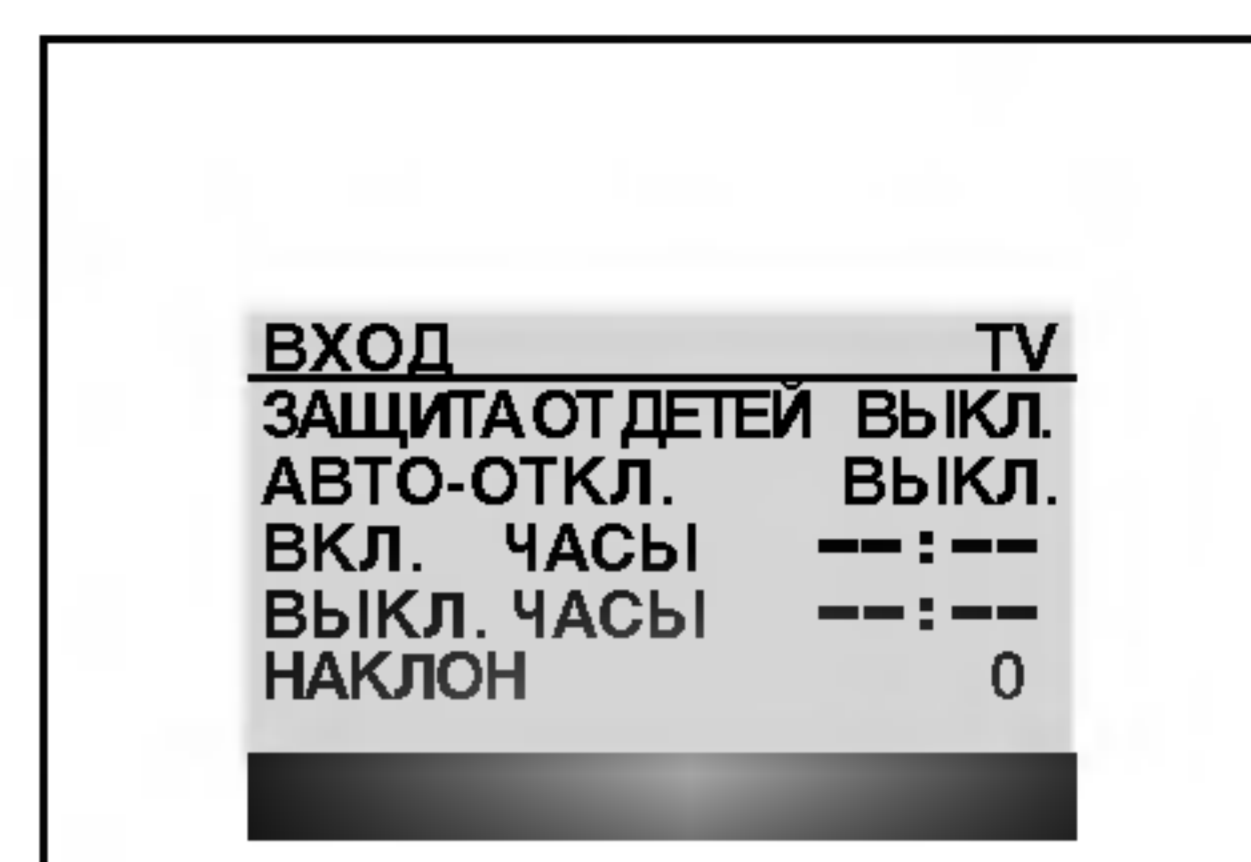 ВХОД TV
ЗАЩИТА ОТ ДЕТЕЙ ВЫКЛ.
АВТО-ОТКЛ. ВЫКЛ.
ВКЛ. ЧАСЫ --:--
ВЫКЛ. ЧАСЫ --:--
НАКЛОН 0